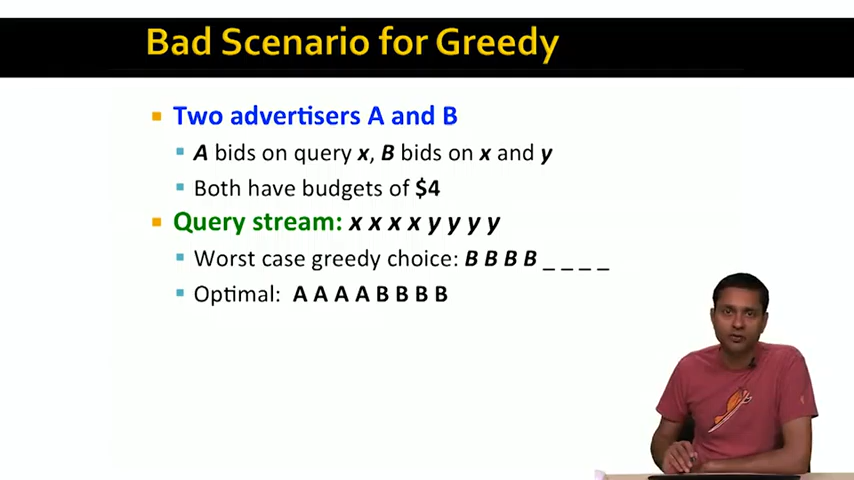 Bad Scenario for Greedy
Two advertisers A and B
A bids on query x, B bids on x and y
Both have budgets of $4
Query stream: x x x x y y y y
Worst case greedy choice: B B B B _ _ _ _
Optimal: A A A A B B B B